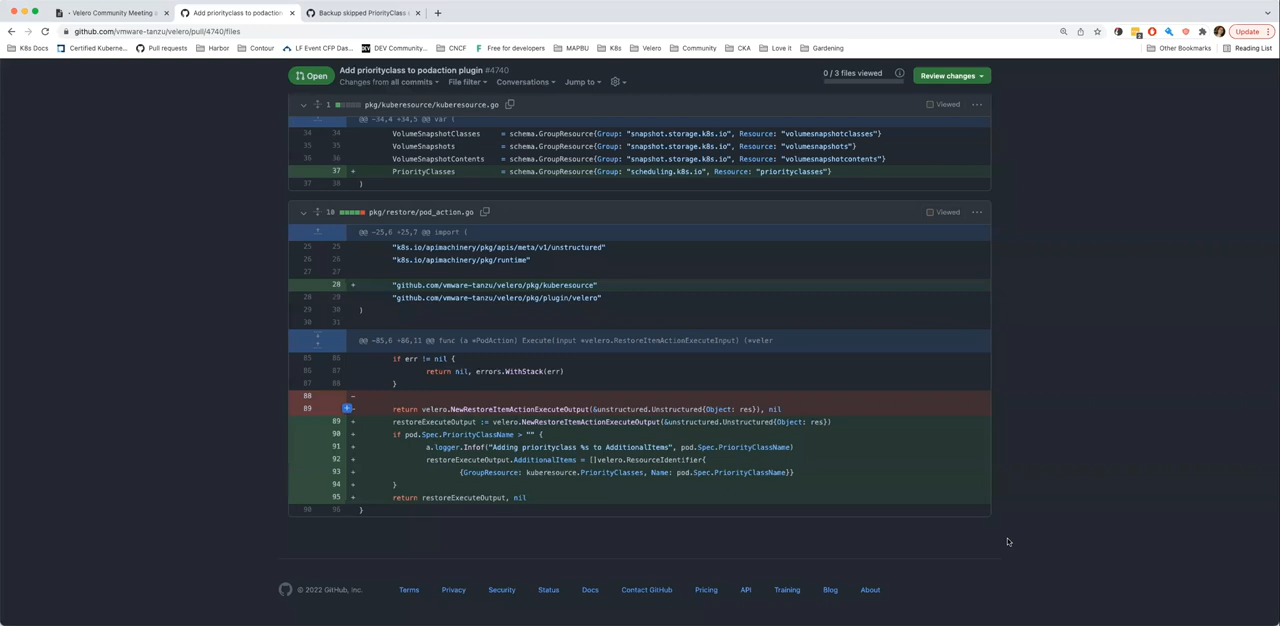 Velero Community Meeting
Add priorityclass to podaction
Backup skipped PriorityClass
github.com/vmware-tanzu/velero/pull/4740/files
Update
K8s Docs
Certified Kuberne...
Pull requests
Harbor
Contour
LF Event CFP Das...
DEV Community...
CNCF
Free for developers
MAPBU
K8s
Velero
Community
CKA
Love it
Gardening
Other Bookmarks
Reading List
Open
Add priorityclass to podaction plugin #4740
Changes from all commits
File filter
Conversations
Jump to
0 / 3 files viewed
Review changes
1 pkg/kuberesource/kuberesource.go
Viewed
@@ -34,4 +34,5 @@ var (
34 34 VolumeSnapshotClasses = schema.GroupResource{Group: "snapshot.storage.k8s.io", Resource: "volumesnapshotclasses"}
35 35 VolumeSnapshots = schema.GroupResource{Group: "snapshot.storage.k8s.io", Resource: "volumesnapshots"}
36 36 VolumeSnapshotContents = schema.GroupResource{Group: "snapshot.storage.k8s.io", Resource: "volumesnapshotcontents"}
37 + PriorityClasses = schema.GroupResource{Group: "scheduling.k8s.io", Resource: "priorityclasses"}
37 38 )
10 pkg/restore/pod_action.go
Viewed
@@ -25,6 +25,7 @@ import (
25 25 "k8s.io/apimachinery/pkg/apis/meta/v1/unstructured"
26 26 "k8s.io/apimachinery/pkg/runtime"
27 27
28 + "github.com/vmware-tanzu/velero/pkg/kuberesource"
28 29 "github.com/vmware-tanzu/velero/pkg/plugin/velero"
29 30 )
30 31
@@ -85,6 +86,11 @@ func (a *PodAction) Execute(input *velero.RestoreItemActionExecuteInput) (*veler
85 86 if err != nil {
86 87 return nil, errors.WithStack(err)
87 88 }
88 -
89 - return velero.NewRestoreItemActionExecuteOutput(&unstructured.Unstructured{Object: res}), nil
89 + restoreExecuteOutput := velero.NewRestoreItemActionExecuteOutput(&unstructured.Unstructured{Object: res})
90 + if pod.Spec.PriorityClassName > "" {
91 + a.logger.Infof("Adding priorityclass %s to AdditionalItems", pod.Spec.PriorityClassName)
92 + restoreExecuteOutput.AdditionalItems = []velero.ResourceIdentifier{
93 + {GroupResource: kuberesource.PriorityClasses, Name: pod.Spec.PriorityClassName}}
94 + }
95 + return restoreExecuteOutput, nil
90 96 }
© 2022 GitHub, Inc.
Terms
Privacy
Security
Status
Docs
Contact GitHub
Pricing
API
Training
Blog
About